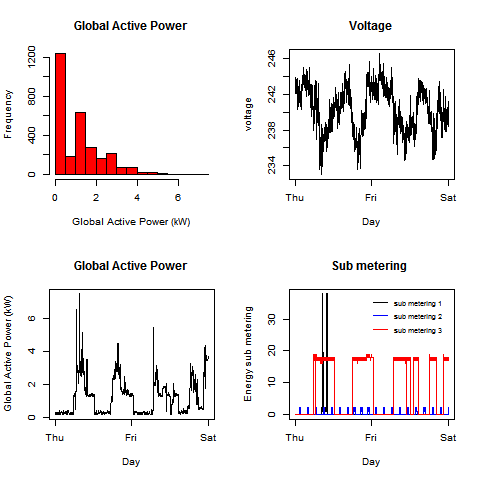 Global Active Power
Frequency
1200
800
400
0
0 2 4 6
Global Active Power (kW)
Voltage
voltage
246
242
238
234
Thu Fri Sat
Day
Global Active Power
Global Active Power (kW)
6
4
2
0
Thu Fri Sat
Day
Sub metering
Energy sub metering
30
20
10
0
sub metering 1
sub metering 2
sub metering 3
Thu Fri Sat
Day